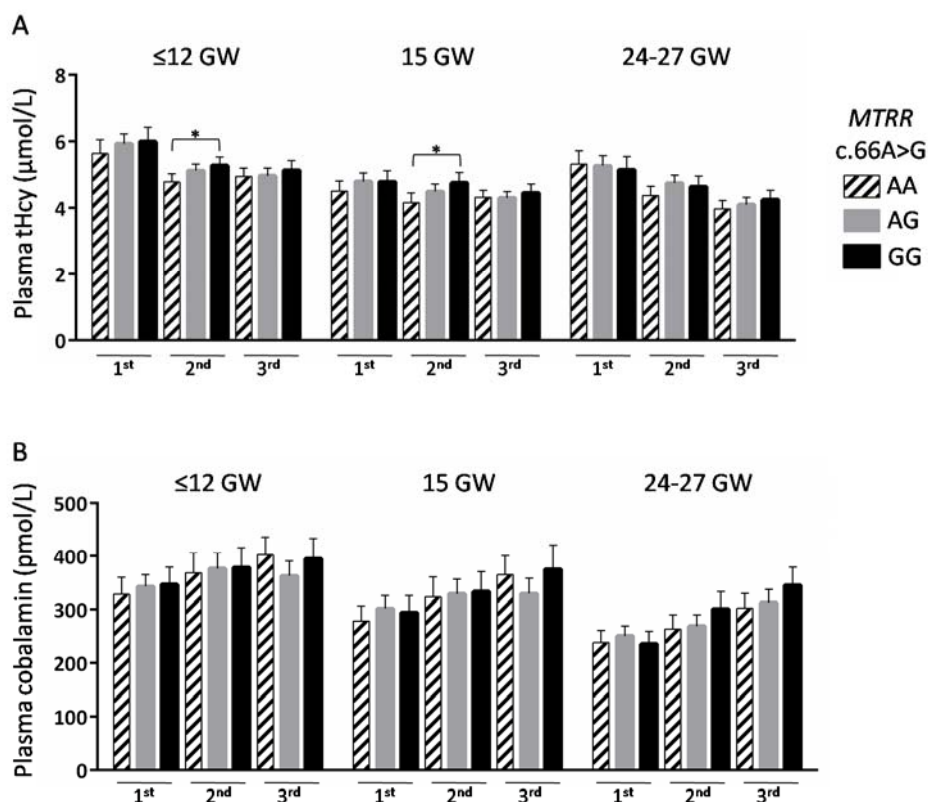 A
≤12 GW 15 GW 24-27 GW
Plasma tHcy (μmol/L)
8
6
4
2
0
* *
1st 2nd 3rd 1st 2nd 3rd 1st 2nd 3rd
MTRR
c.66A>G
AA
AG
GG
B
≤12 GW 15 GW 24-27 GW
Plasma cobalamin (pmol/L)
500
400
300
200
100
0
1st 2nd 3rd 1st 2nd 3rd 1st 2nd 3rd